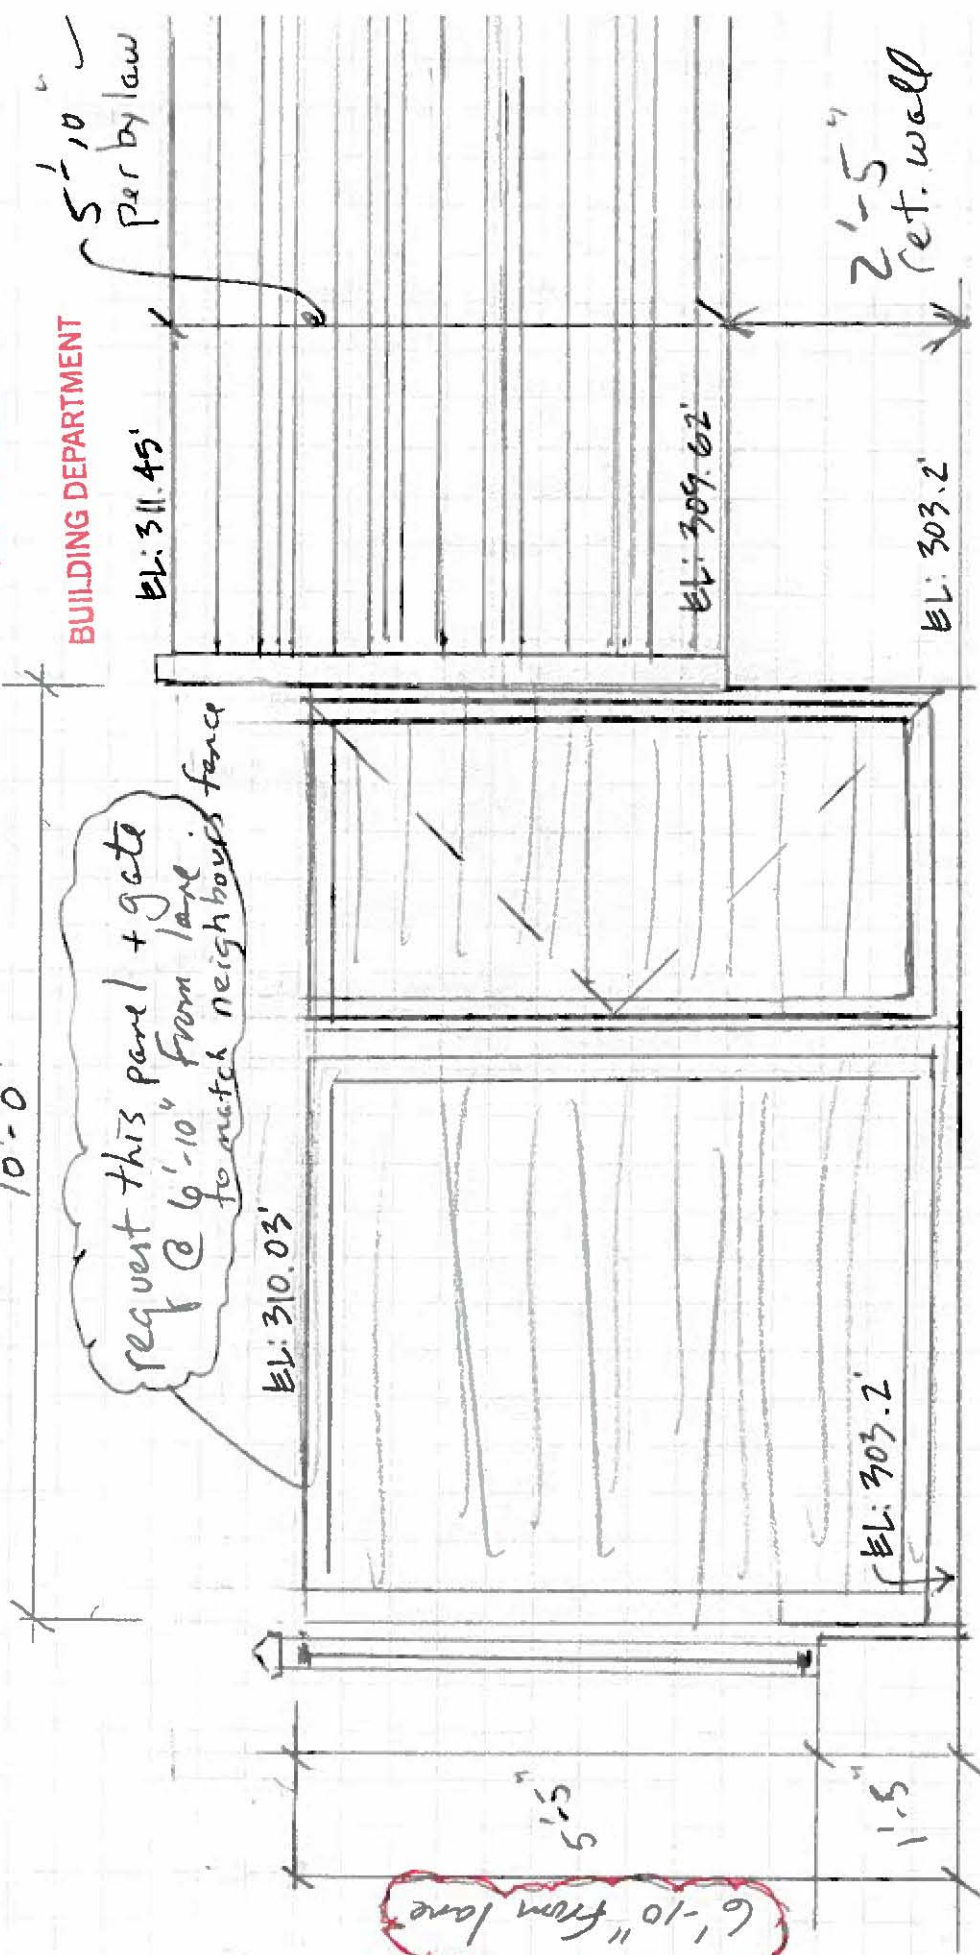 BUILDING DEPARTMENT
10'-0
request this panel + gate
@ 6'-10" from lane
to match neighbours fence
5'-10"
per bylaw
EL: 311.45'
EL: 309.62'
2'-5"
ret. wall
EL: 303.2'
EL: 310.03'
EL: 303.2'
5'-5"
1'-5"
6'-10" from lane